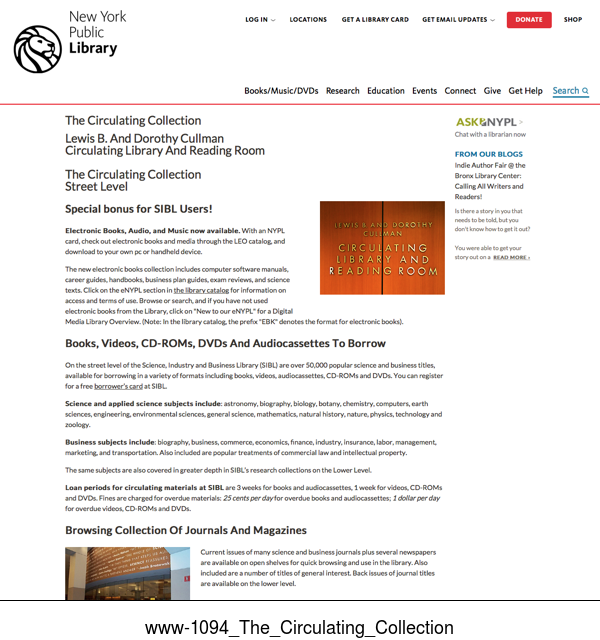 New York
Public
Library
LOG IN
LOCATIONS
GET A LIBRARY CARD
GET EMAIL UPDATES
DONATE
SHOP
Books/Music/DVDs Research Education Events Connect Give Get Help Search
The Circulating Collection
Lewis B. And Dorothy Cullman
Circulating Library And Reading Room
The Circulating Collection
Street Level
Special bonus for SIBL Users!
Electronic Books, Audio, and Music now available. With an NYPL
card, check out electronic books and media through the LEO catalog, and
download to your own pc or handheld device.
The new electronic books collection includes computer software manuals,
career guides, handbooks, business plan guides, exam reviews, and science
texts. Click on the eNYPL section in the library catalog for information on
access and terms of use. Browse or search, and if you have not used
electronic books from the Library, click on "New to our eNYPL" for a Digital
Media Library Overview. (Note: In the library catalog, the prefix "EBK" denotes the format for electronic books).
LEWIS B. AND DOROTHY
CULLMAN
CIRCULATING
LIBRARY AND
READING ROOM
Books, Videos, CD-ROMs, DVDs And Audiocassettes To Borrow
On the street level of the Science, Industry and Business Library (SIBL) are over 50,000 popular science and business titles,
available for borrowing in a variety of formats including books, videos, audiocassettes, CD-ROMs and DVDs. You can register
for a free borrower's card at SIBL.
Science and applied science subjects include: astronomy, biography, biology, botany, chemistry, computers, earth
sciences, engineering, environmental sciences, general science, mathematics, natural history, nature, physics, technology and
zoology.
Business subjects include: biography, business, commerce, economics, finance, industry, insurance, labor, management,
marketing, and transportation. Also included are popular treatments of commercial law and intellectual property.
The same subjects are also covered in greater depth in SIBL's research collections on the Lower Level.
Loan periods for circulating materials at SIBL are 3 weeks for books and audiocassettes, 1 week for videos, CD-ROMs
and DVDs. Fines are charged for overdue materials: 25 cents per day for overdue books and audiocassettes; 1 dollar per day
for overdue videos, CD-ROMs and DVDs.
Browsing Collection Of Journals And Magazines
Current issues of many science and business journals plus several newspapers
are available on open shelves for quick browsing and use in the library. Also
included are a number of titles of general interest. Back issues of journal titles
are available on the lower level.
ASK NYPL >
Chat with a librarian now
FROM OUR BLOGS
Indie Author Fair @ the
Bronx Library Center:
Calling All Writers and
Readers!
Is there a story in you that
needs to be told, but you
don't know how to get it out?
You were able to get your
story out on a READ MORE ›
www-1094_The_Circulating_Collection